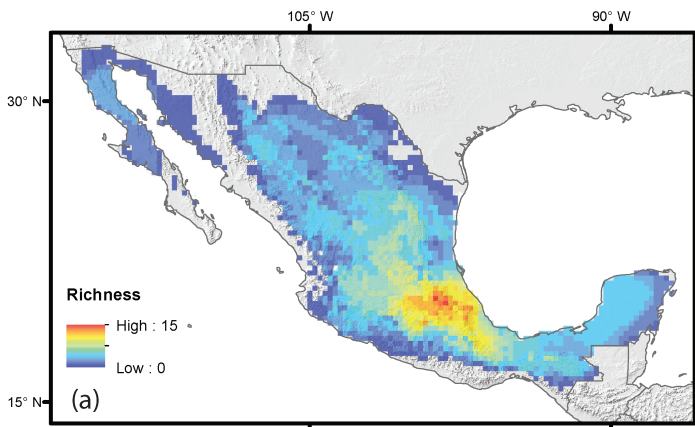 105° W
90° W
30° N
Richness
High : 15
Low : 0
(a)
15° N